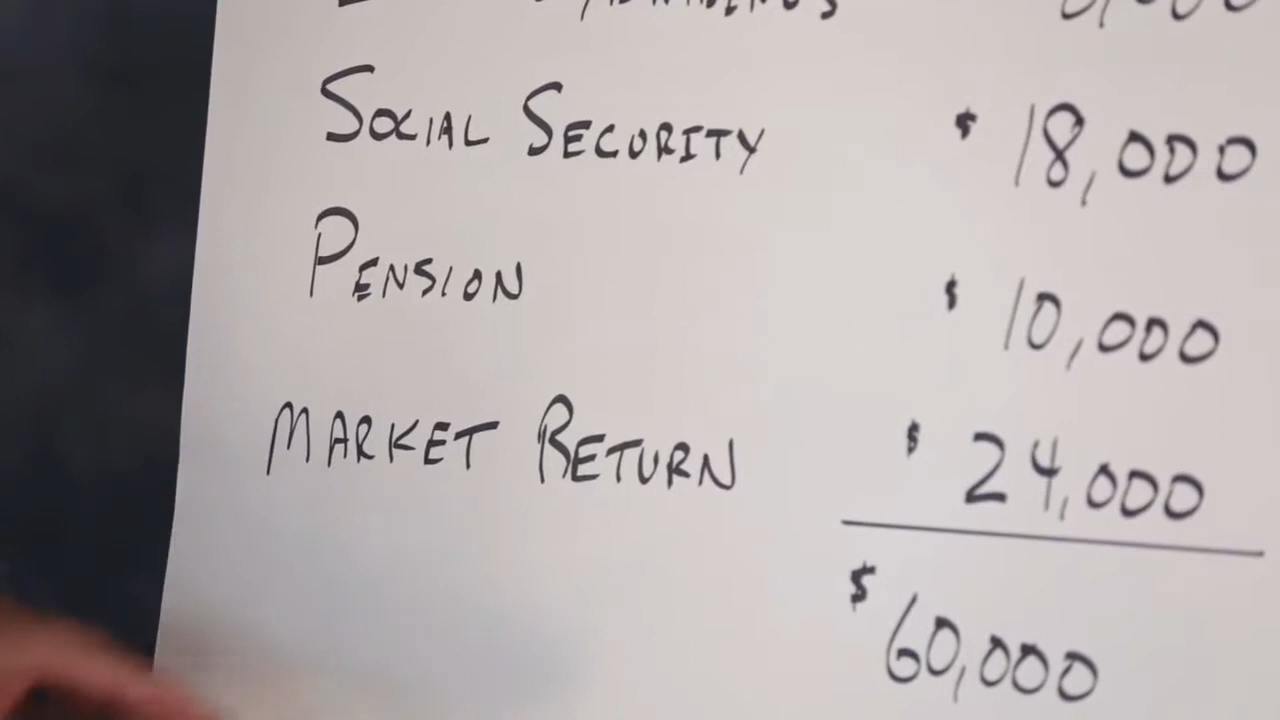 Social Security $ 18,000
Pension $ 10,000
Market Return $ 24,000
$ 60,000